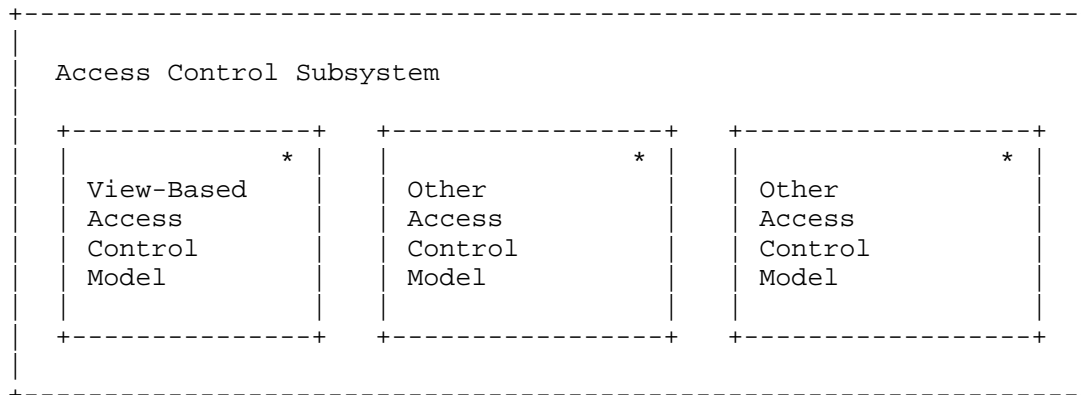 Access Control Subsystem
* * *
View-Based Other Other
Access Access Access
Control Control Control
Model Model Model